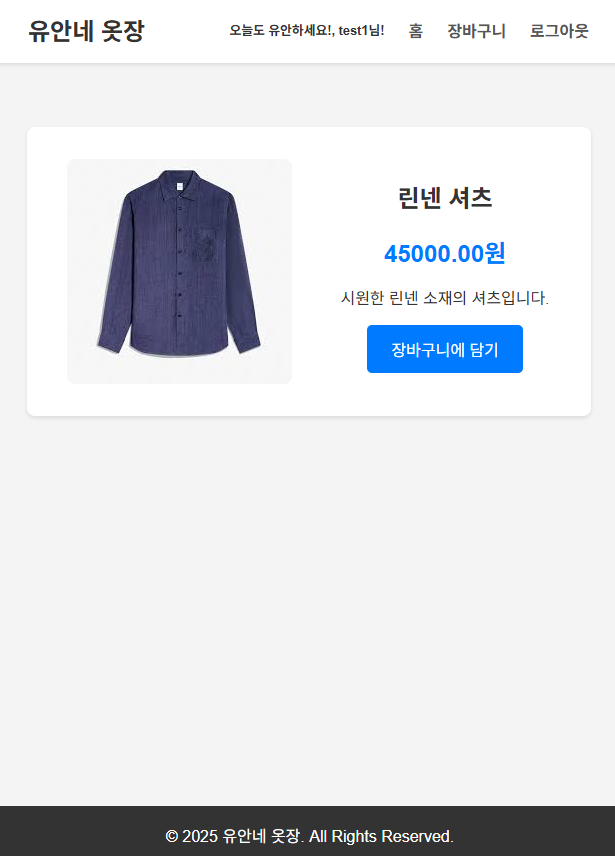 유안네 옷장
오늘도 유안하세요!, test1님! 홈 장바구니 로그아웃
린넨 셔츠
45000.00원
시원한 린넨 소재의 셔츠입니다.
장바구니에 담기
© 2025 유안네 옷장. All Rights Reserved.